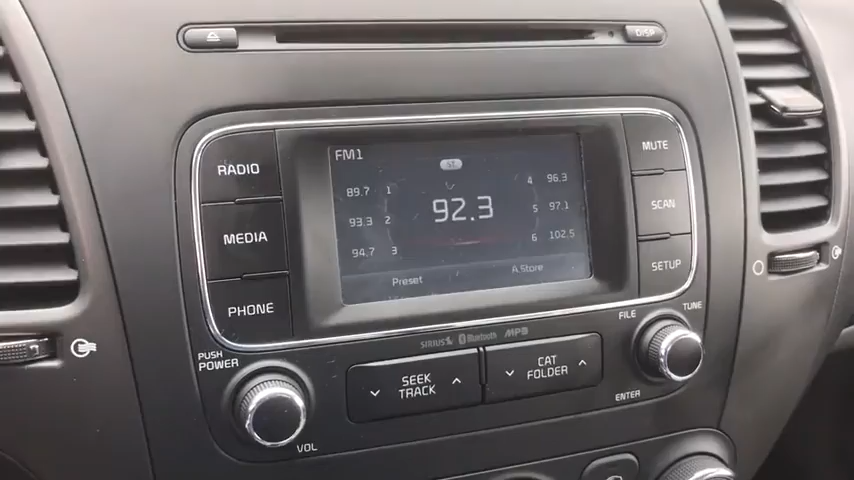 DISP
RADIO
MEDIA
PHONE
FM1
ST.
89.7 1
93.3 2
94.7 3
92.3
4 96.3
5 97.1
6 102.5
Preset
A.Store
MUTE
SCAN
SETUP
SIRIUS Bluetooth MP3
PUSH
POWER
VOL
SEEK
TRACK
CAT
FOLDER
FILE
TUNE
ENTER